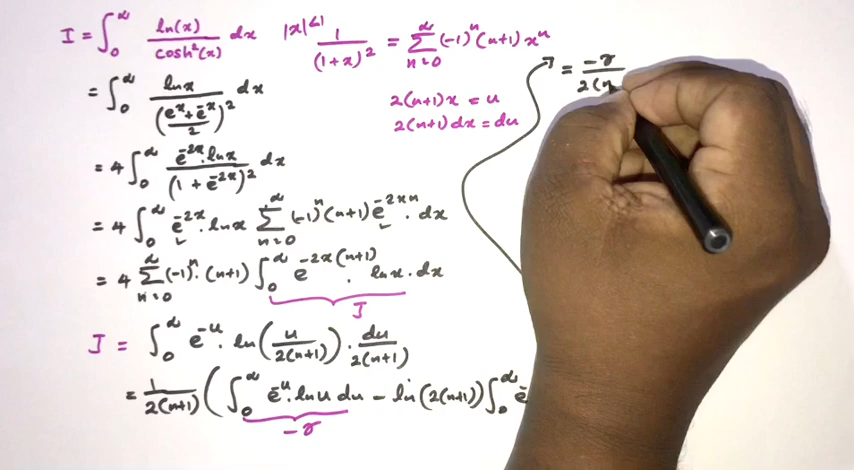 I = ∫₀^∞ ln(x)/cosh²(x) dx
|x|<1 1/(1+x)² = ∑_{n=0}^∞ (-1)ⁿ (n+1) xⁿ
= ∫₀^∞ lnx/((eˣ+e⁻ˣ)/2)² dx
2(n+1)x = u
2(n+1)dx = du
= 4 ∫₀^∞ e⁻²ˣ·lnx/(1+e⁻²ˣ)² dx
= 4 ∫₀^∞ e⁻²ˣ·lnx ∑_{n=0}^∞ (-1)ⁿ (n+1) e⁻²ˣⁿ·dx
= 4 ∑_{n=0}^∞ (-1)ⁿ·(n+1) ∫₀^∞ e^{-2x(n+1)}·lnx·dx
J
J = ∫₀^∞ e⁻ᵘ·ln(u/2(n+1))·du/2(n+1)
= 1/2(n+1) (∫₀^∞ e⁻ᵘ·lnu du − ln(2(n+1)) ∫₀^∞ e
-γ
= -γ/2(n